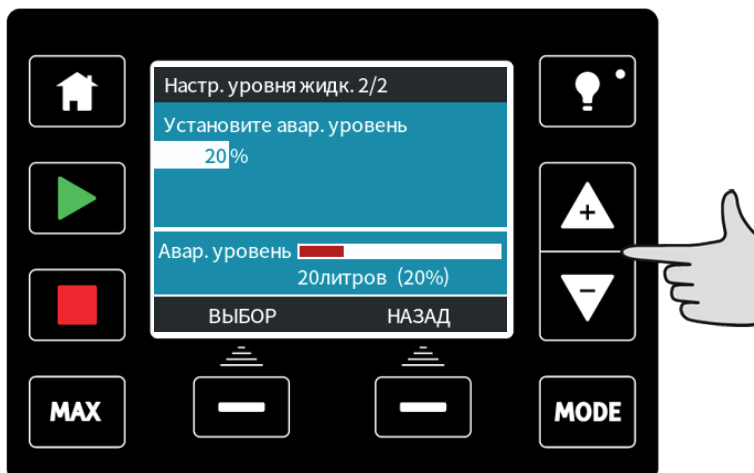 Настр. уровня жидк. 2/2
Установите авар. уровень
20%
Авар. уровень
20литров (20%)
ВЫБОР НАЗАД
+
−
MAX
MODE